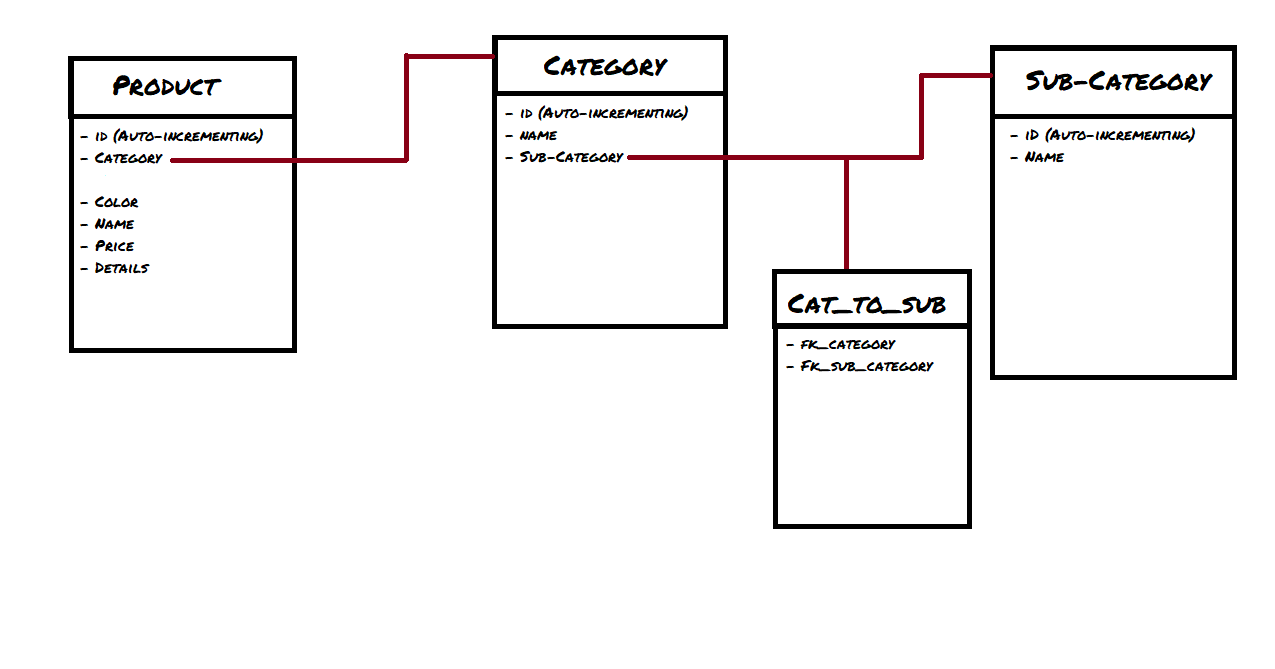 Product
- id (Auto-incrementing)
- Category
- Color
- Name
- Price
- Details
Category
- id (Auto-incrementing)
- name
- Sub-Category
Sub-Category
- id (Auto-incrementing)
- Name
Cat_to_sub
- fk_category
- Fk_sub_category